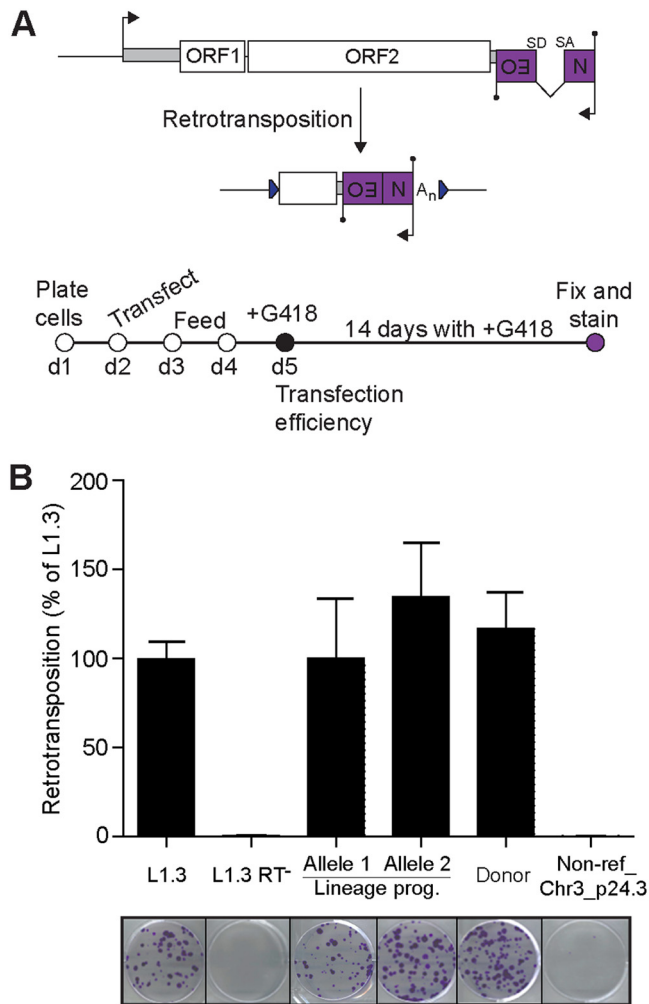 A
ORF1
ORF2
EO
SD
SA
N
Retrotransposition
EO
N
An
Plate cells
Transfect
Feed
+G418
14 days with +G418
Fix and stain
d1
d2
d3
d4
d5
Transfection
efficiency
B
Retrotransposition (% of L1.3)
200
150
100
50
0
L1.3
L1.3 RT-
Allele 1
Allele 2
Lineage prog.
Donor
Non-ref_
Chr3_p24.3